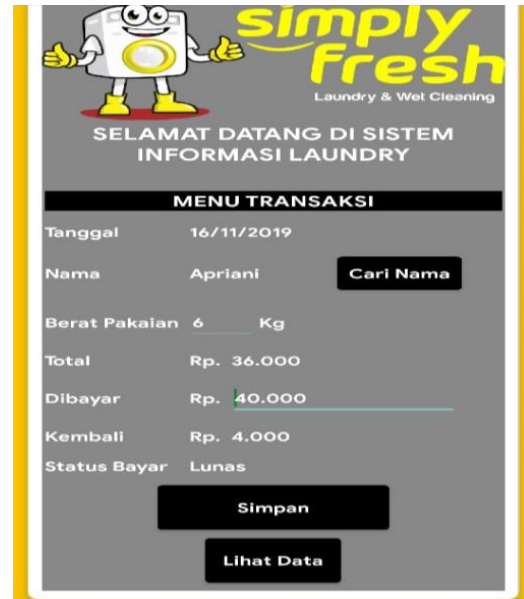 simply
fresh
Laundry & Wet Cleaning
SELAMAT DATANG DI SISTEM
INFORMASI LAUNDRY
MENU TRANSAKSI
Tanggal 16/11/2019
Nama Apriani Cari Nama
Berat Pakaian 6 Kg
Total Rp. 36.000
Dibayar Rp. 40.000
Kembali Rp. 4.000
Status Bayar Lunas
Simpan
Lihat Data